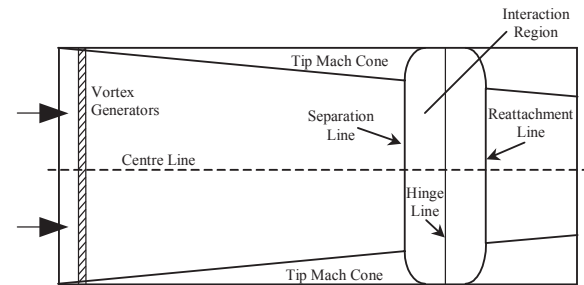 Interaction
Region
Tip Mach Cone
Vortex
Generators
Separation
Line
Reattachment
Line
Centre Line
Hinge
Line
Tip Mach Cone